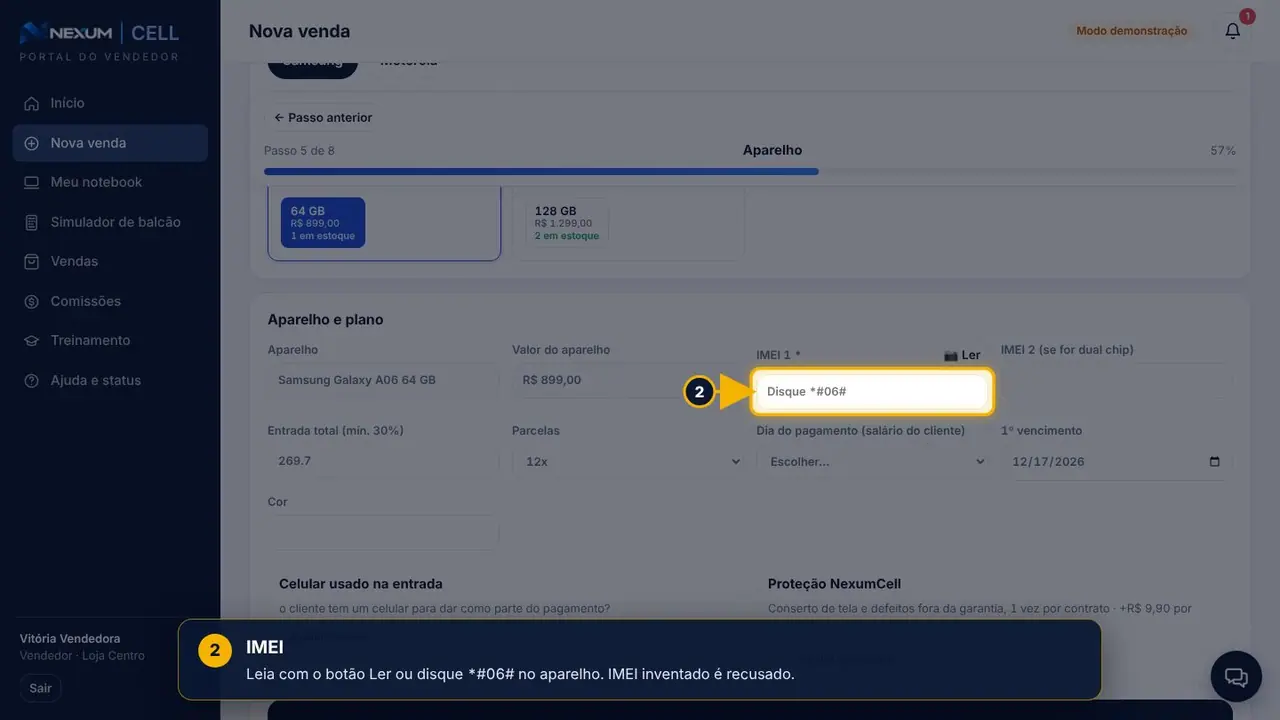 NEXUM | CELL
PORTAL DO VENDEDOR
Início
Nova venda
Meu notebook
Simulador de balcão
Vendas
Comissões
Treinamento
Ajuda e status
Vitória Vendedora
Vendedor · Loja Centro
Sair
Nova venda
Modo demonstração
1
Samsung Motorola
← Passo anterior
Passo 5 de 8 Aparelho 57%
64 GB
R$ 899,00
1 em estoque
128 GB
R$ 1.299,00
2 em estoque
Aparelho e plano
Aparelho
Samsung Galaxy A06 64 GB
Valor do aparelho
R$ 899,00
IMEI 1 * Ler
2 Disque *#06#
IMEI 2 (se for dual chip)
Entrada total (mín. 30%)
269.7
Parcelas
12x
Dia do pagamento (salário do cliente)
Escolher...
1º vencimento
12/17/2026
Cor
Celular usado na entrada
o cliente tem um celular para dar como parte do pagamento?
Proteção NexumCell
Conserto de tela e defeitos fora da garantia, 1 vez por contrato · +R$ 9,90 por
2 IMEI
Leia com o botão Ler ou disque *#06# no aparelho. IMEI inventado é recusado.